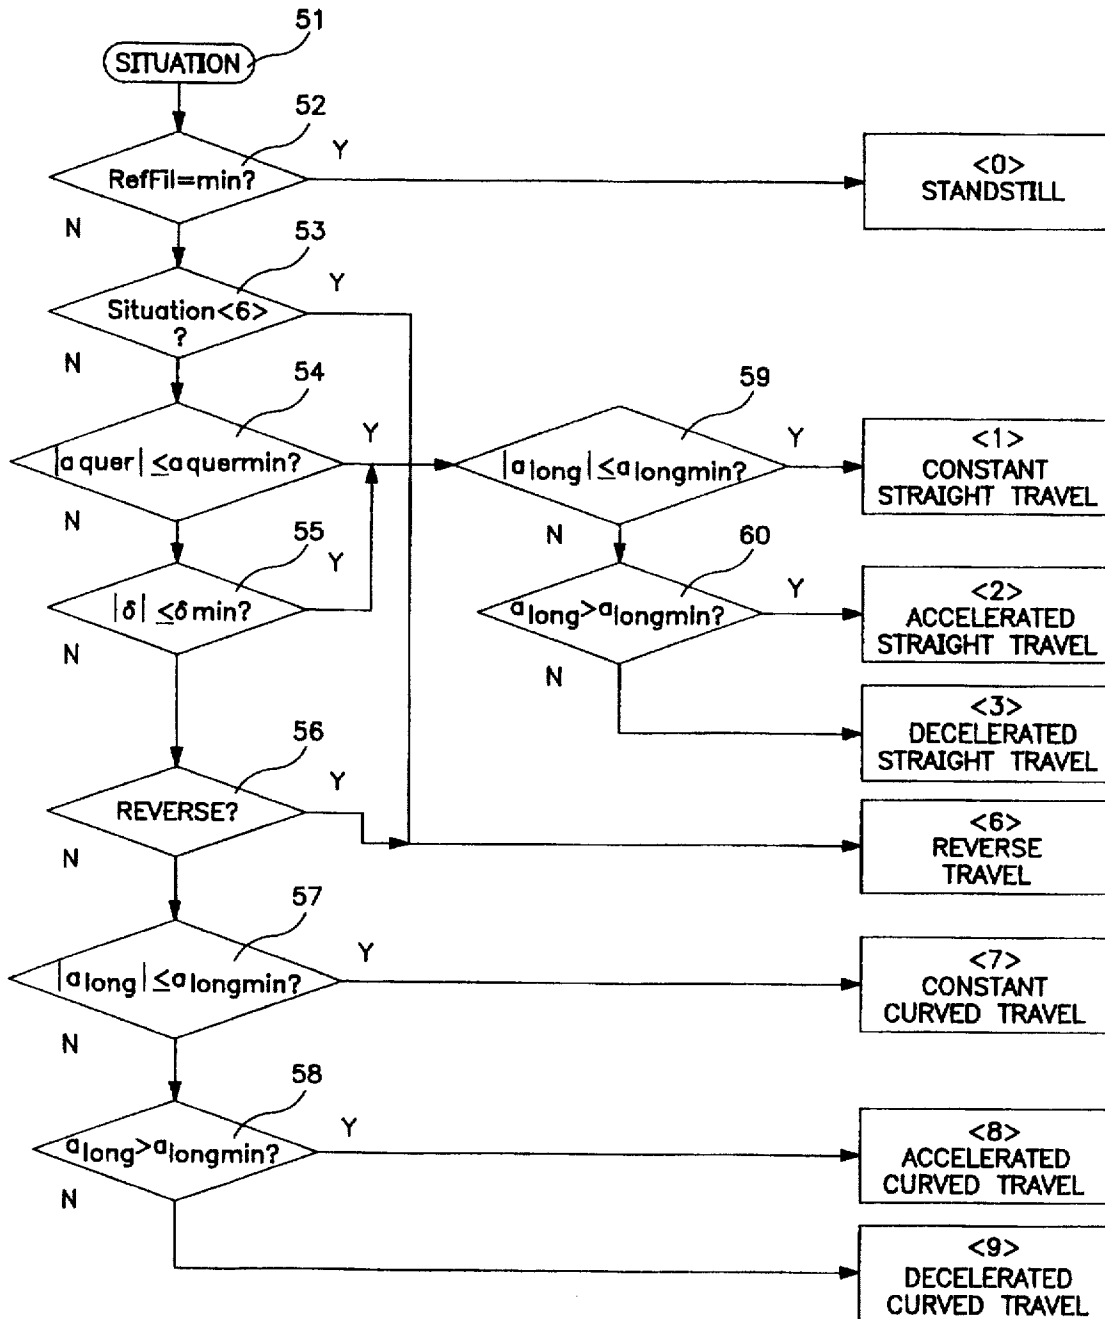 51
SITUATION
52
RefFil=min?
Y
N
<0>
STANDSTILL
53
Situation<6>
?
Y
N
54
|a quer| ≤a quermin?
Y
N
59
|a long| ≤a longmin?
Y
N
<1>
CONSTANT
STRAIGHT TRAVEL
55
|δ| ≤δ min?
Y
N
60
a long>a longmin?
Y
N
<2>
ACCELERATED
STRAIGHT TRAVEL
<3>
DECELERATED
STRAIGHT TRAVEL
56
REVERSE?
Y
N
<6>
REVERSE
TRAVEL
57
|a long| ≤a longmin?
Y
N
<7>
CONSTANT
CURVED TRAVEL
58
a long>a longmin?
Y
N
<8>
ACCELERATED
CURVED TRAVEL
<9>
DECELERATED
CURVED TRAVEL